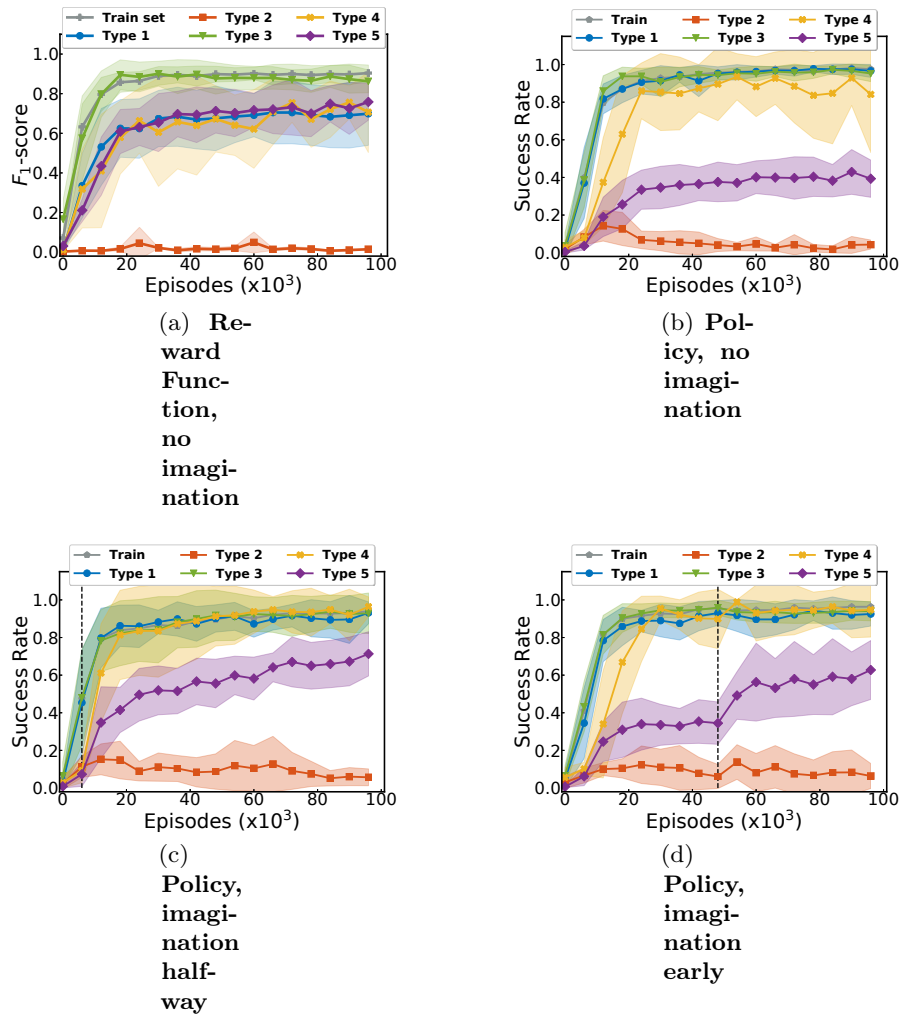 Train set Type 2 Type 4
Type 1 Type 3 Type 5
1.0
0.8
0.6
0.4
0.2
0.0
F1-score
0 20 40 60 80 100
Episodes (x10³)
(a) Re-
ward
Func-
tion,
no
imagi-
nation
Train Type 2 Type 4
Type 1 Type 3 Type 5
1.0
0.8
0.6
0.4
0.2
0.0
Success Rate
0 20 40 60 80 100
Episodes (x10³)
(b) Pol-
icy, no
imagi-
nation
Train Type 2 Type 4
Type 1 Type 3 Type 5
1.0
0.8
0.6
0.4
0.2
0.0
Success Rate
0 20 40 60 80 100
Episodes (x10³)
(c)
Policy,
imagi-
nation
half-
way
Train Type 2 Type 4
Type 1 Type 3 Type 5
1.0
0.8
0.6
0.4
0.2
0.0
Success Rate
0 20 40 60 80 100
Episodes (x10³)
(d)
Policy,
imagi-
nation
early